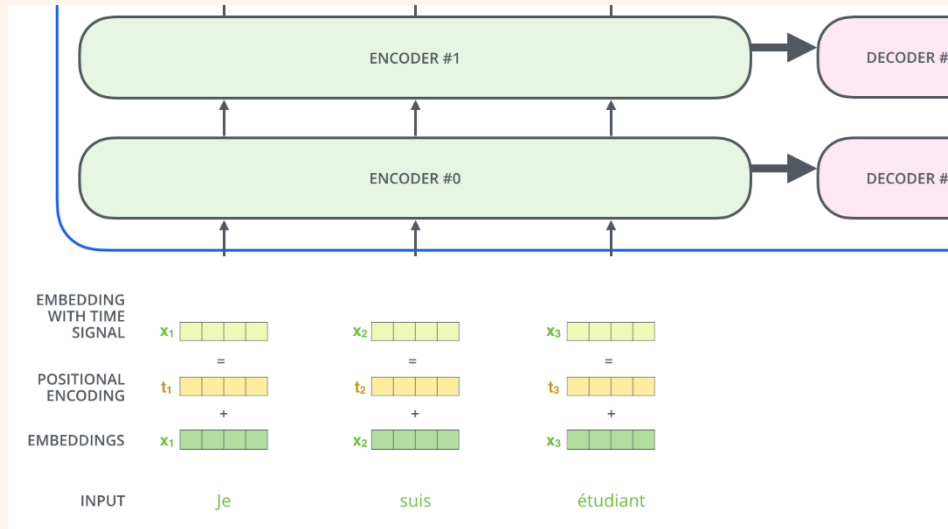 ENCODER #1
DECODER #
ENCODER #0
DECODER #
EMBEDDING
WITH TIME
SIGNAL
x₁ x₂ x₃
= = =
POSITIONAL
ENCODING
t₁ t₂ t₃
+ + +
EMBEDDINGS x₁ x₂ x₃
INPUT Je suis étudiant